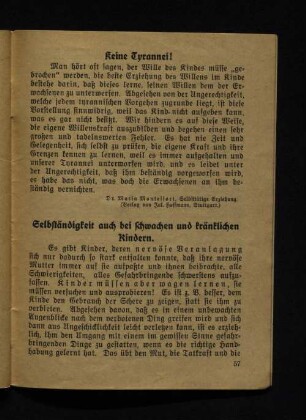 Keine Tyrannei!
Man hört oft sagen, der Wille des Kindes müsse „ge-
brochen“ werden, die beste Erziehung des Willens im Kinde
bestehe darin, daß dieses lerne, seinen Willen dem der Er-
wachsenen zu unterwerfen. Abgesehen von der Ungerechtigkeit,
welche jedem tyrannischen Vorgehen zugrunde liegt, ist diese
Vorstellung sinnwidrig, weil das Kind nicht aufgeben kann,
was es gar nicht besitzt. Wir hindern es auf diese Weise,
die eigne Willenskraft auszubilden und begehen einen sehr
großen und tadelnswerten Fehler. Es hat nie Zeit und
Gelegenheit, sich selbst zu prüfen, die eigne Kraft und ihre
Grenzen kennen zu lernen, weil es immer aufgehalten und
unserer Tyrannei unterworfen wird, und es leidet unter
der Ungerechtigkeit, daß ihm vorgeworfen wird, es
habe das nicht, was doch die Erwachsenen an ihm be-
ständig vernichten.
Dr. Maria Montessori, Selbsttätige Erziehung
(Verlag von Jul. Hoffmann, Stuttgart.)
Selbständigkeit auch bei schwachen und kränklichen
Kindern.
Es gibt Kinder, deren nervöse Veranlagung
sich nur dadurch so stark entfalten konnte, daß ihre nervöse
Mutter immer auf sie aufpaßte und ihnen beibrachte, alle
Schwierigkeiten, alles Gefahrbringende schwestens aufzu-
fassen. Kinder müssen aber wagen lernen, sie
müssen ausprobieren! Es ist z. B. besser, dem
Kinde den Gebrauch der Schere zu zeigen, statt sie ihm zu
verbieten. Abgesehen davon, daß es in einem unbewachten
Augenblicke nach dem verbotenen Ding greifen wird und sich
dann aus Ungeschicklichkeit leicht verletzen kann, ist es erzieh-
lich, ihm den Umgang mit einem im gewissen Sinne gefahr-
bringenden Dinge zu gestatten, wenn es die richtige Hand-
habung gelernt hat. Das übt den Mut, die Tatkraft und die
57